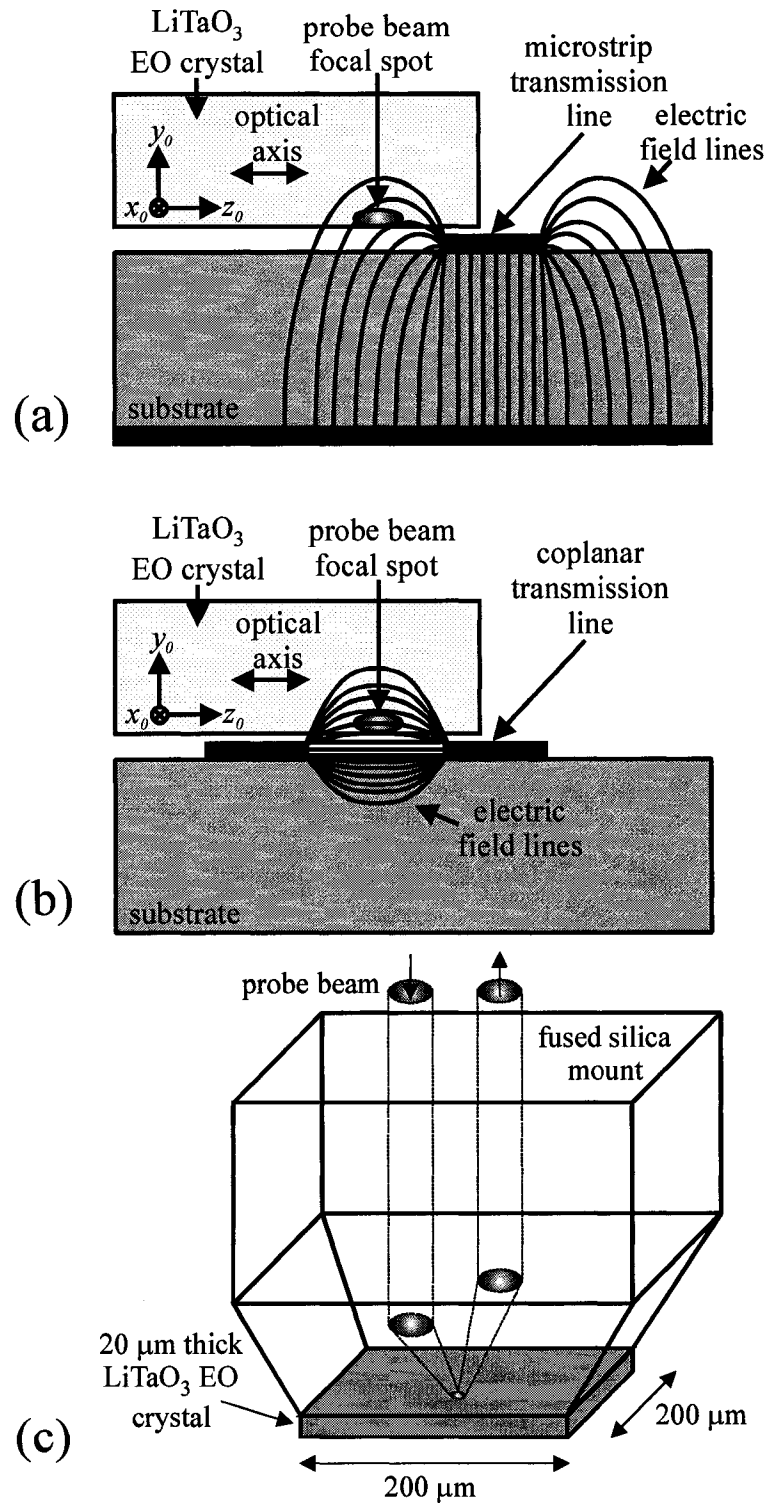 LiTaO₃
EO crystal
probe beam
focal spot
microstrip
transmission
line
electric
field lines
optical
axis
y₀
x₀
z₀
substrate
(a)
LiTaO₃
EO crystal
probe beam
focal spot
coplanar
transmission
line
optical
axis
y₀
x₀
z₀
electric
field lines
substrate
(b)
probe beam
fused silica
mount
20 μm thick
LiTaO₃ EO
crystal
200 μm
200 μm
(c)